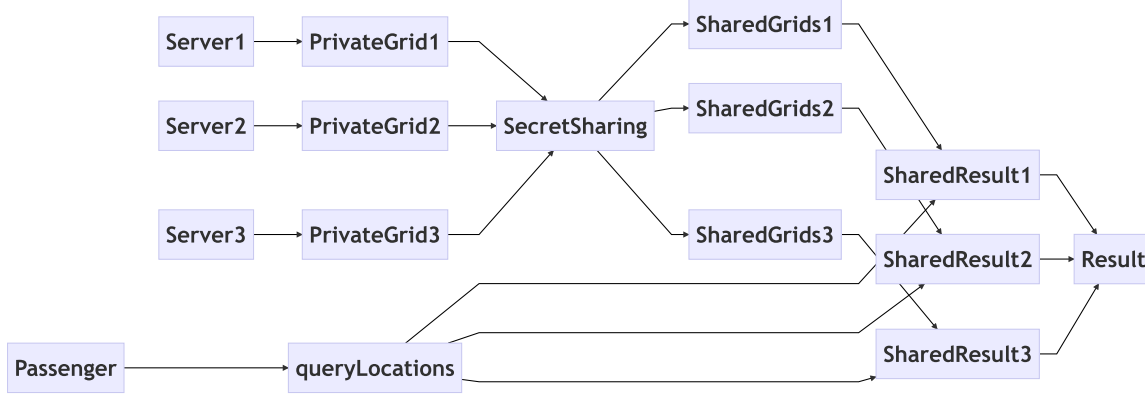 Server1
PrivateGrid1
SharedGrids1
Server2
PrivateGrid2
SecretSharing
SharedGrids2
SharedResult1
Server3
PrivateGrid3
SharedGrids3
SharedResult2
Result
Passenger
queryLocations
SharedResult3